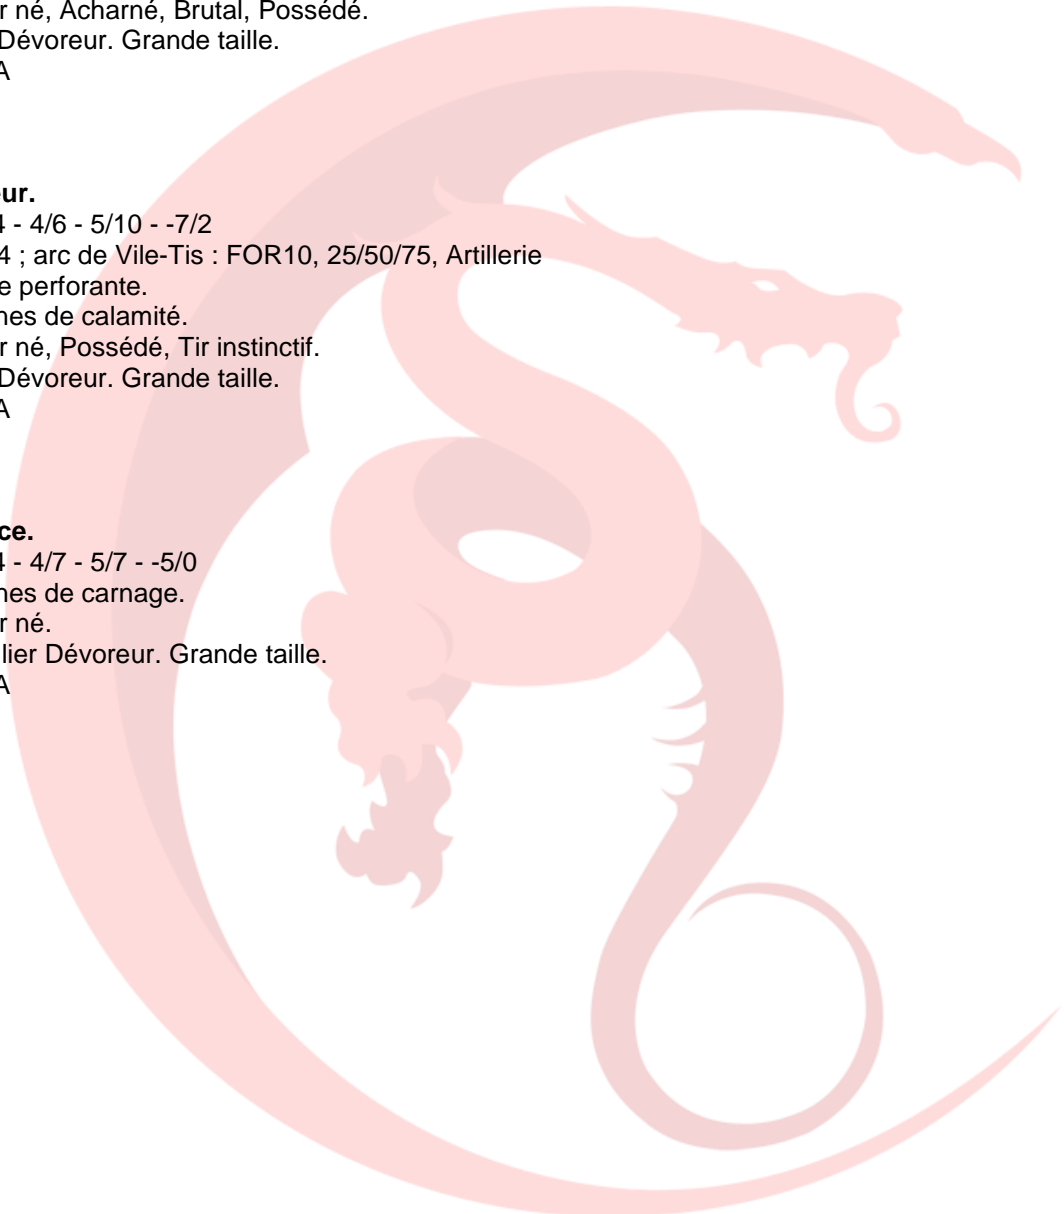 r né, Acharné, Brutal, Possédé.
Dévoreur. Grande taille.
A
eur.
4 - 4/6 - 5/10 - -7/2
4 ; arc de Vile-Tis : FOR10, 25/50/75, Artillerie
e perforante.
nes de calamité.
r né, Possédé, Tir instinctif.
Dévoreur. Grande taille.
A
ce.
4 - 4/7 - 5/7 - -5/0
nes de carnage.
r né.
lier Dévoreur. Grande taille.
A